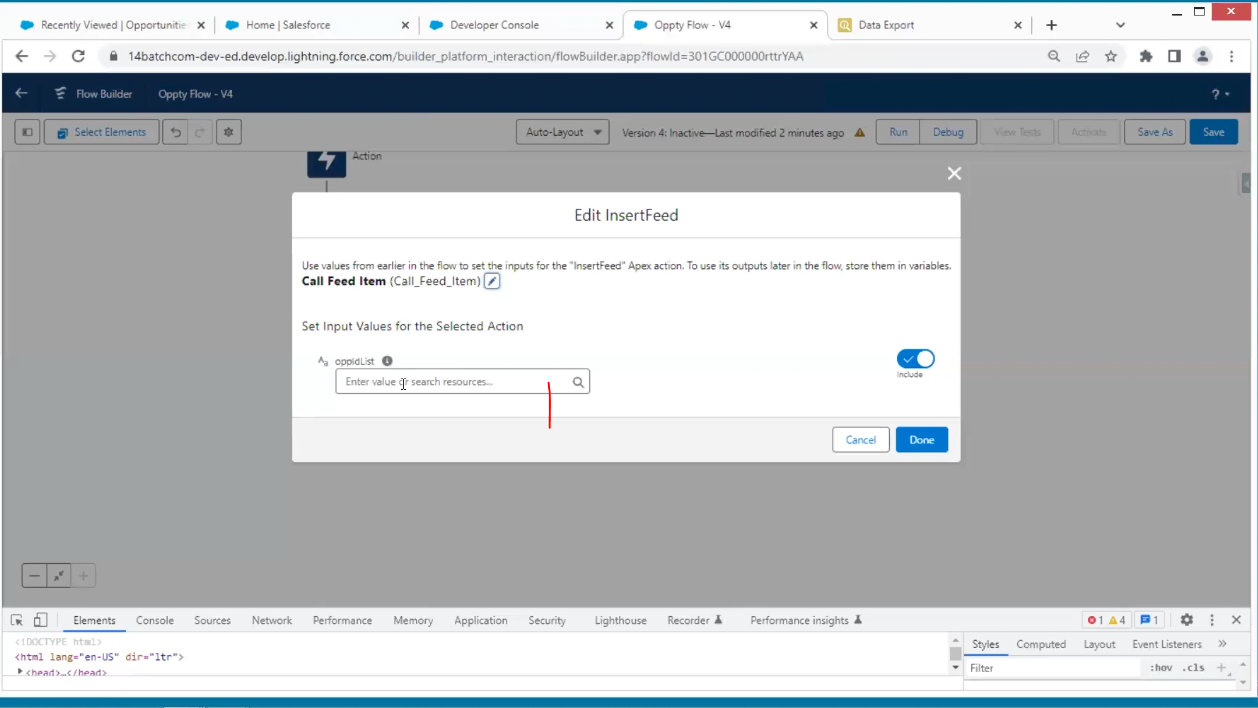 Recently Viewed | Opportunitie
Home | Salesforce
Developer Console
Oppty Flow - V4
Data Export
14batchcom-dev-ed.develop.lightning.force.com/builder_platform_interaction/flowBuilder.app?flowId=301GC000000rttrYAA
Flow Builder
Oppty Flow - V4
?
Select Elements
Auto-Layout
Version 4: Inactive—Last modified 2 minutes ago
Run
Debug
View Tests
Activate
Save As
Save
Action
Edit InsertFeed
Use values from earlier in the flow to set the inputs for the "InsertFeed" Apex action. To use its outputs later in the flow, store them in variables.
Call Feed Item (Call_Feed_Item)
Set Input Values for the Selected Action
oppIdList
Include
Enter value or search resources...
Cancel
Done
Elements
Console
Sources
Network
Performance
Memory
Application
Security
Lighthouse
Recorder
Performance insights
1
4
1
<!DOCTYPE html>
<html lang="en-US" dir="ltr">
<head>…</head>
Styles
Computed
Layout
Event Listeners
Filter
:hov
.cls